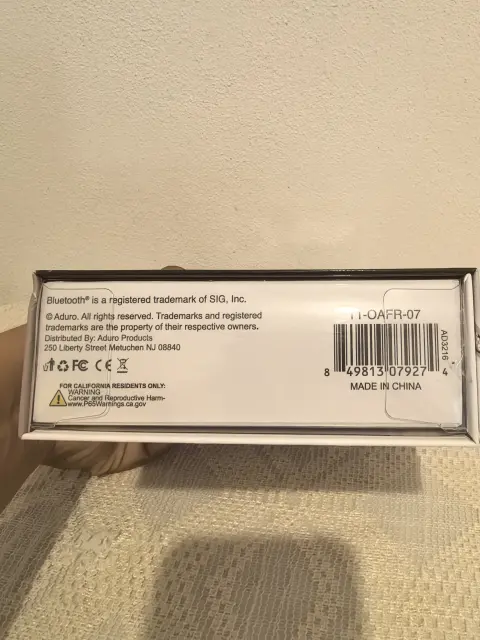 Bluetooth® is a registered trademark of SIG, Inc.
© Aduro. All rights reserved. Trademarks and registered
trademarks are the property of their respective owners.
Distributed By: Aduro Products
250 Liberty Street Metuchen NJ 08840
FC CE
FOR CALIFORNIA RESIDENTS ONLY:
WARNING
Cancer and Reproductive Harm-
www.P65Warnings.ca.gov
11-OAFR-07
AD3216
8 49813 07927 4
MADE IN CHINA